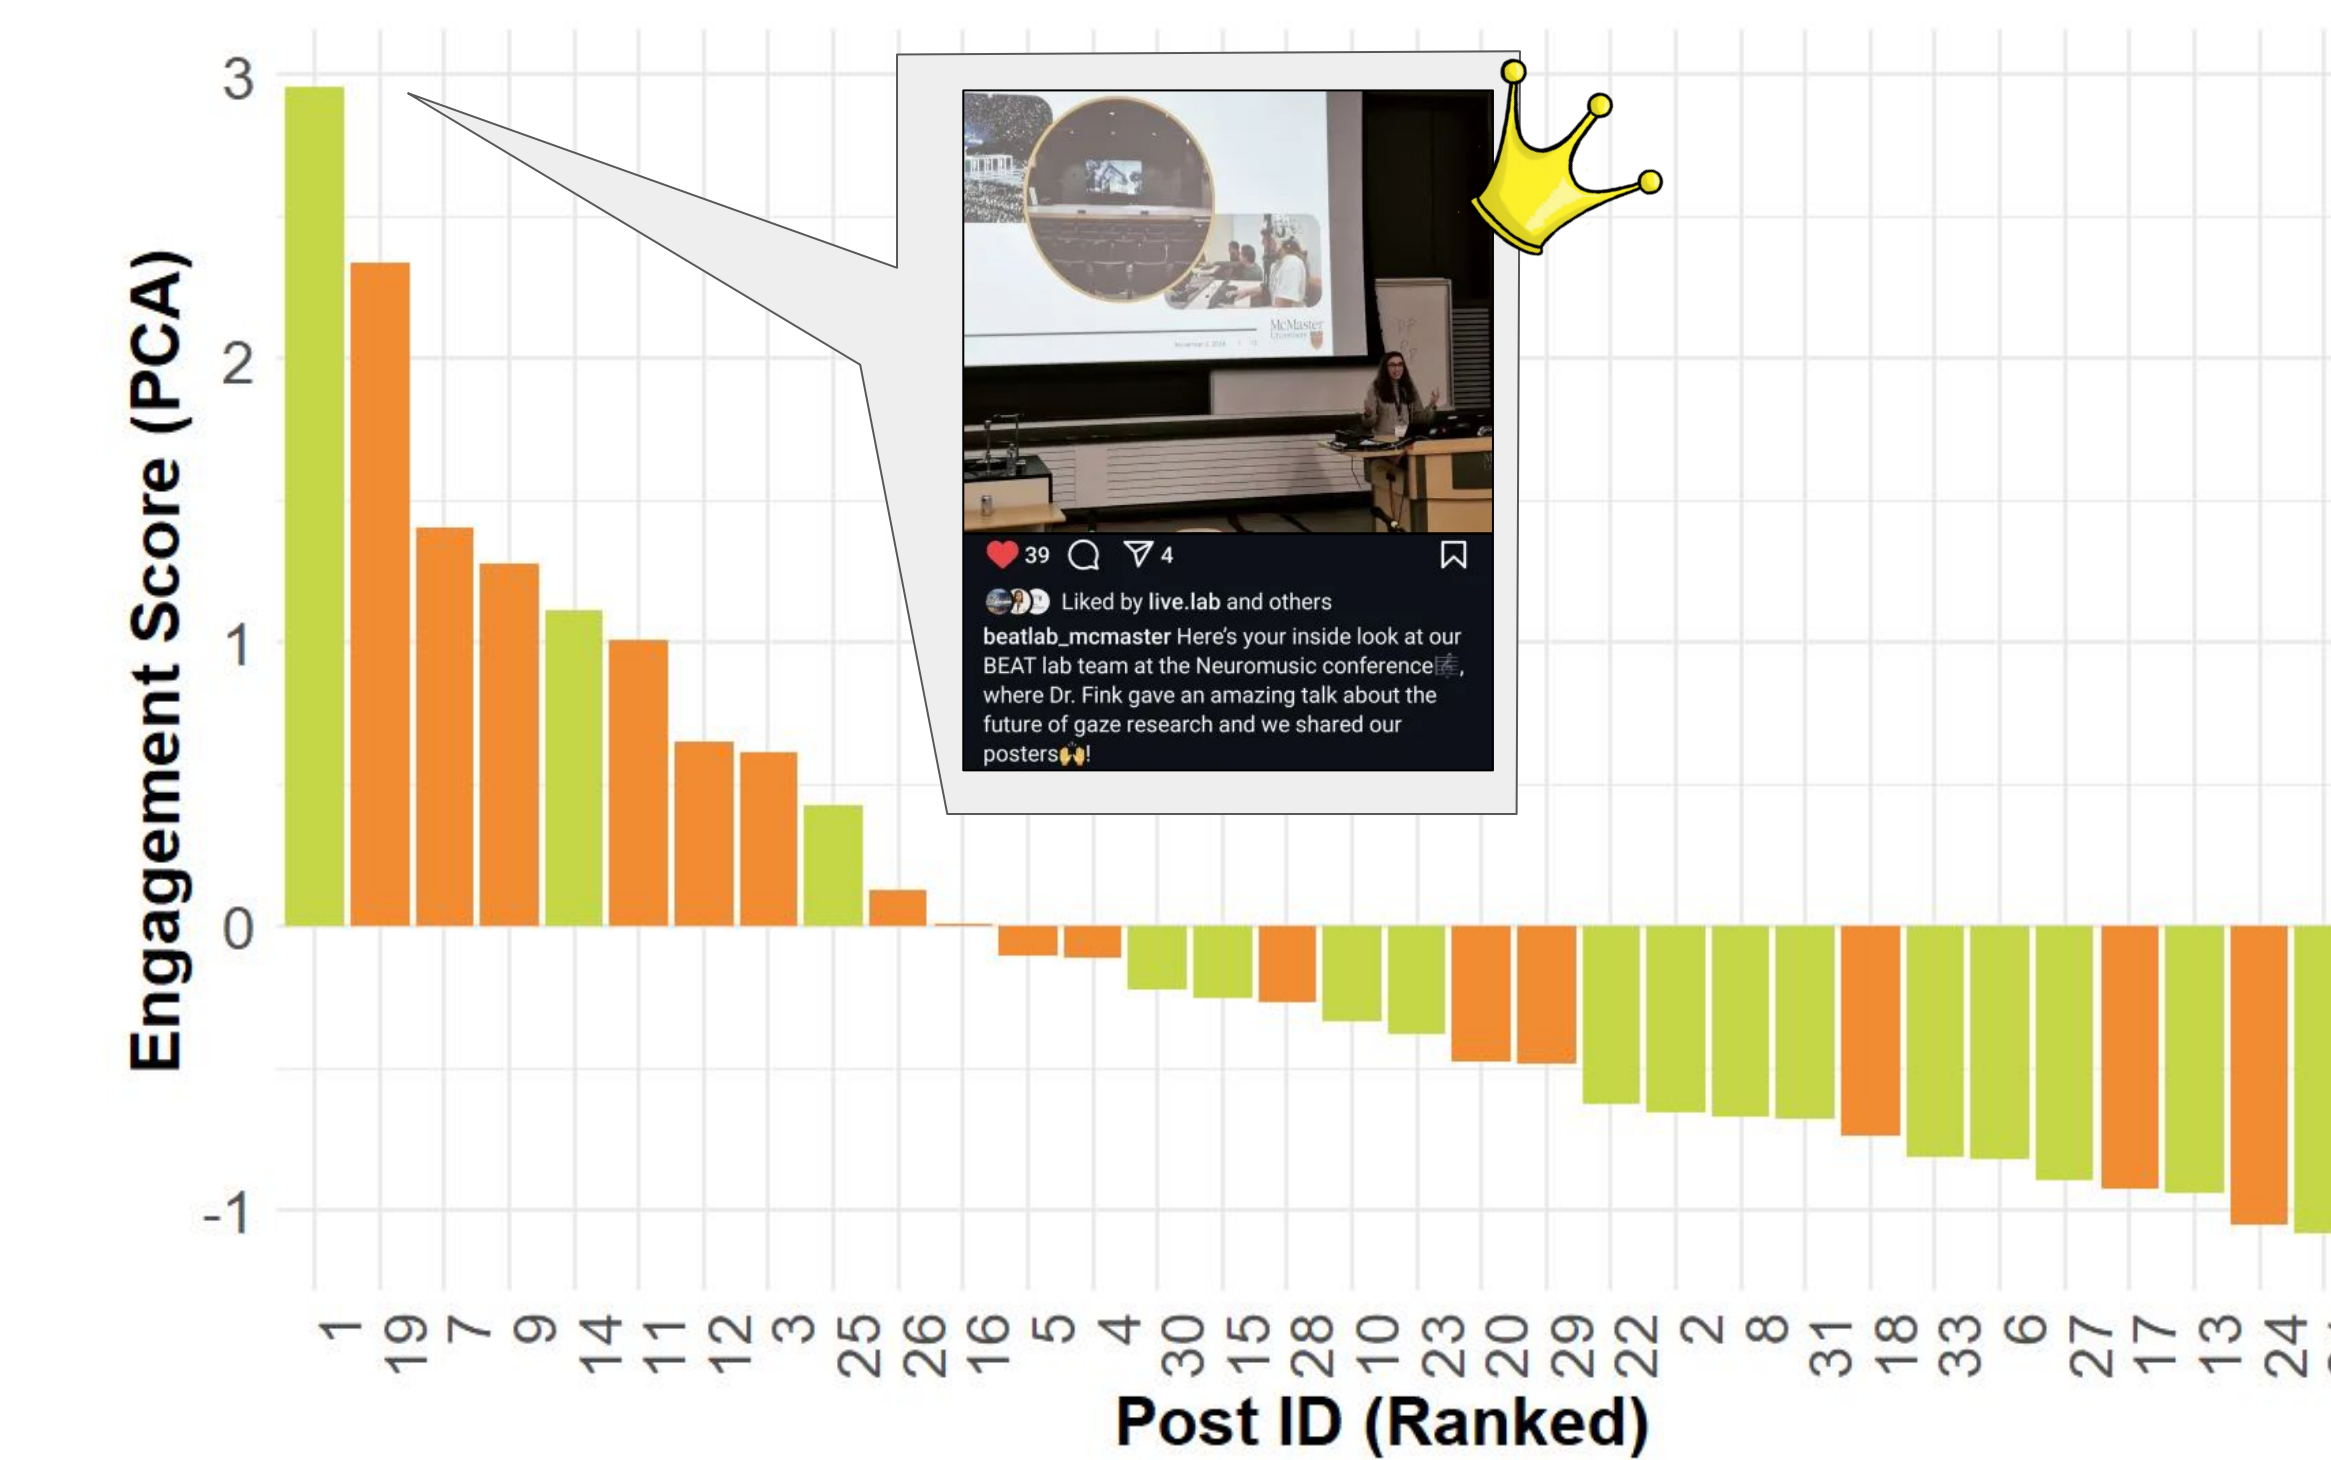 3
2
1
0
-1
Engagement Score (PCA)
McMaster
University
39
4
Liked by live.lab and others
beatlab_mcmaster Here's your inside look at our
BEAT lab team at the Neuromusic conference🎼,
where Dr. Fink gave an amazing talk about the
future of gaze research and we shared our
posters🙌!
1 19 7 9 14 11 12 3 25 26 16 5 4 30 15 28 10 23 20 29 22 2 8 31 18 33 6 27 17 13 24
Post ID (Ranked)